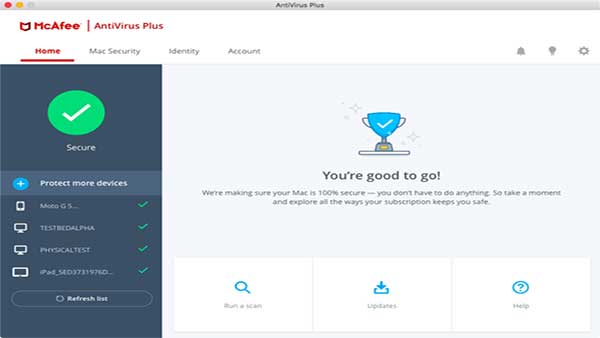 AntiVirus Plus
McAfee | AntiVirus Plus
Home Mac Security Identity Account
Secure
Protect more devices
Moto G 5...
TESTBEDALPHA
PHYSICALTEST
iPad_5ED3731976D...
Refresh list
You're good to go!
We're making sure your Mac is 100% secure — you don't have to do anything. So take a moment
and explore all the ways your subscription keeps you safe.
Run a scan Updates Help